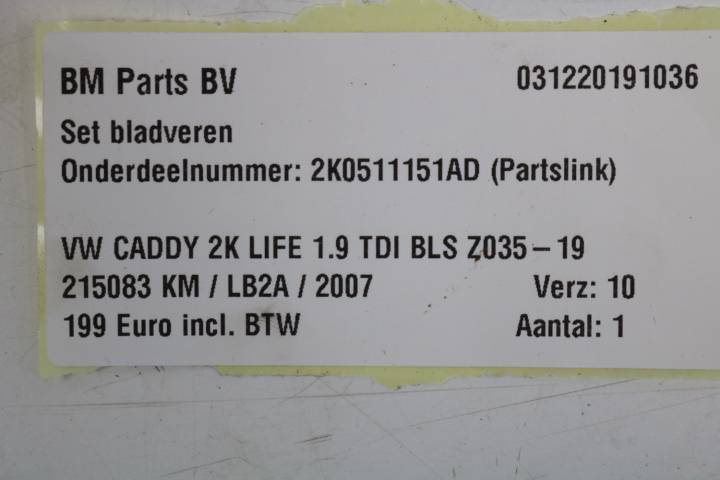 BM Parts BV 031220191036
Set bladveren
Onderdeelnummer: 2K0511151AD (Partslink)
VW CADDY 2K LIFE 1.9 TDI BLS Z035-19
215083 KM / LB2A / 2007 Verz: 10
199 Euro incl. BTW Aantal: 1